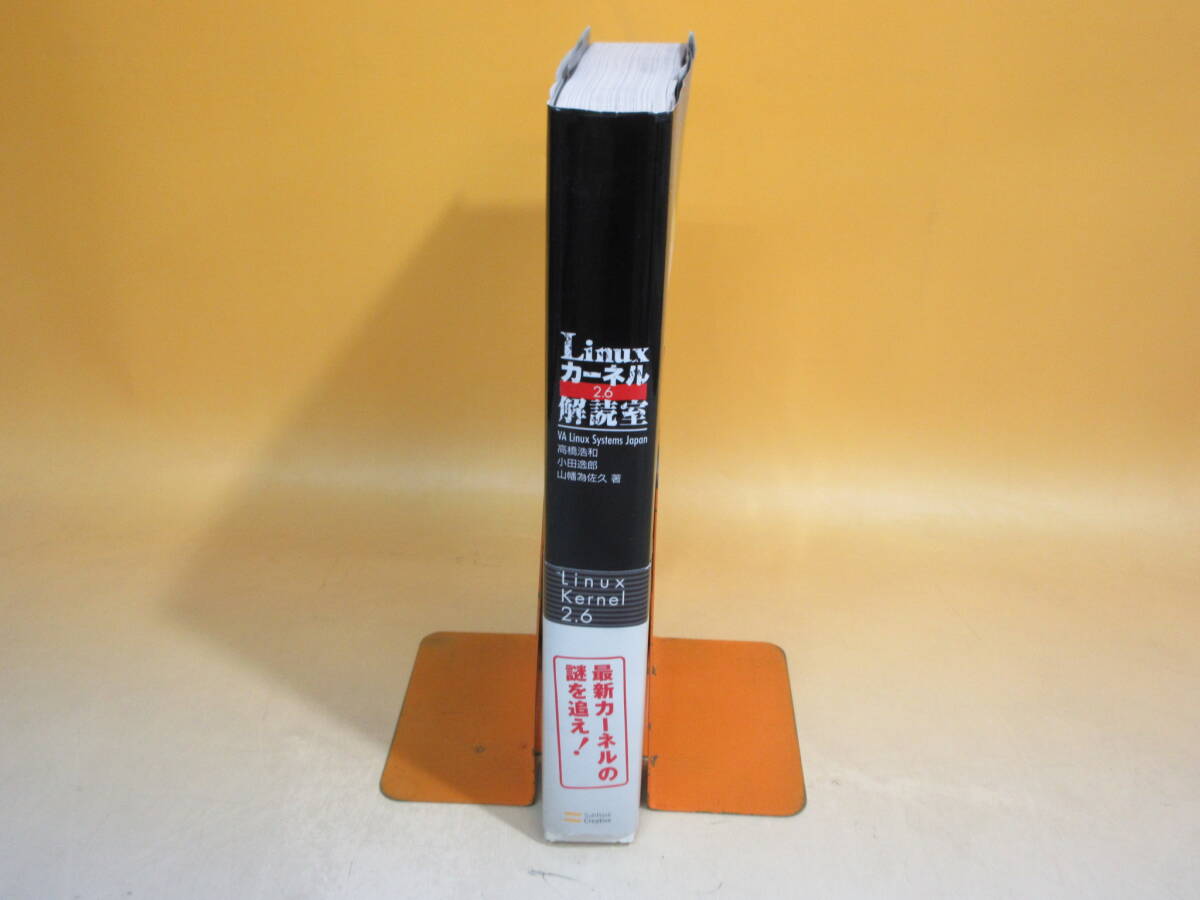 Linux
カーネル
2.6
解読室
VA Linux Systems Japan
高橋浩和
小田逸郎
山幡為佐久 著
Linux
Kernel
2.6
最新カーネルの
謎を追え!
SoftBank
Creative